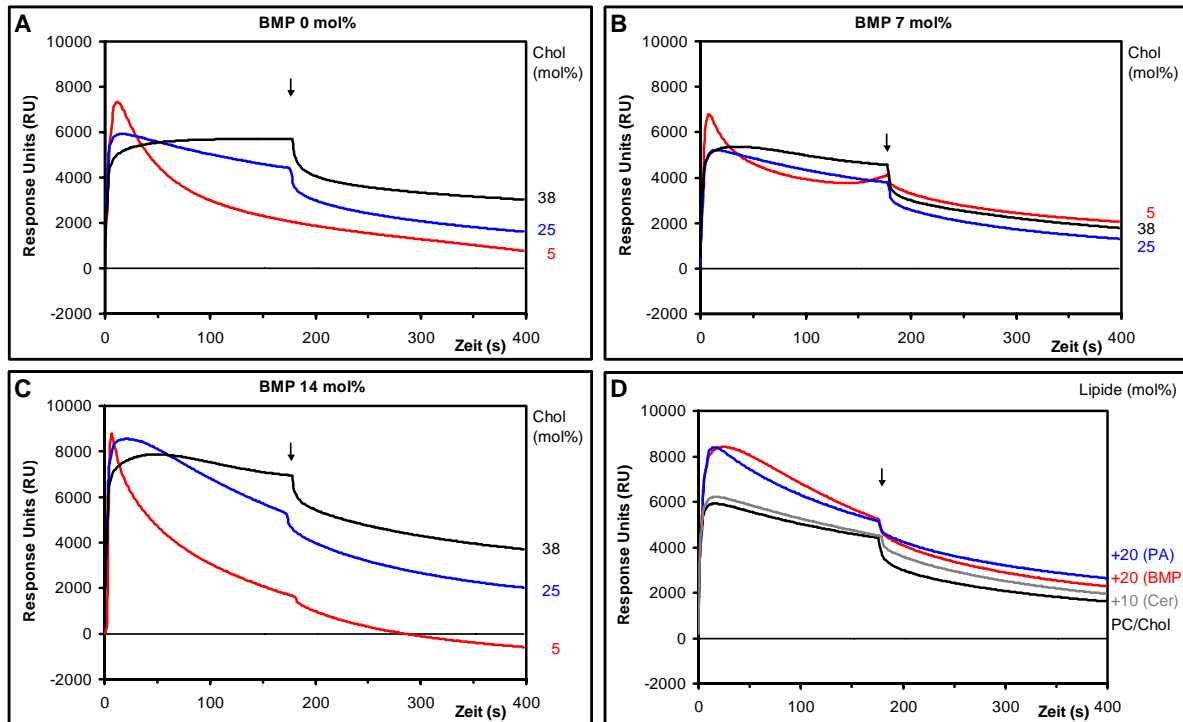 A
BMP 0 mol%
Chol
(mol%)
10000
8000
6000
4000
2000
0
-2000
Response Units (RU)
38
25
5
0 100 200 300 400
Zeit (s)
B
BMP 7 mol%
Chol
(mol%)
10000
8000
6000
4000
2000
0
-2000
Response Units (RU)
5
38
25
0 100 200 300 400
Zeit (s)
C
BMP 14 mol%
Chol
(mol%)
10000
8000
6000
4000
2000
0
-2000
Response Units (RU)
38
25
5
0 100 200 300 400
Zeit (s)
D
Lipide (mol%)
10000
8000
6000
4000
2000
0
-2000
Response Units (RU)
+20 (PA)
+20 (BMP
+10 (Cer)
PC/Chol
0 100 200 300 400
Zeit (s)